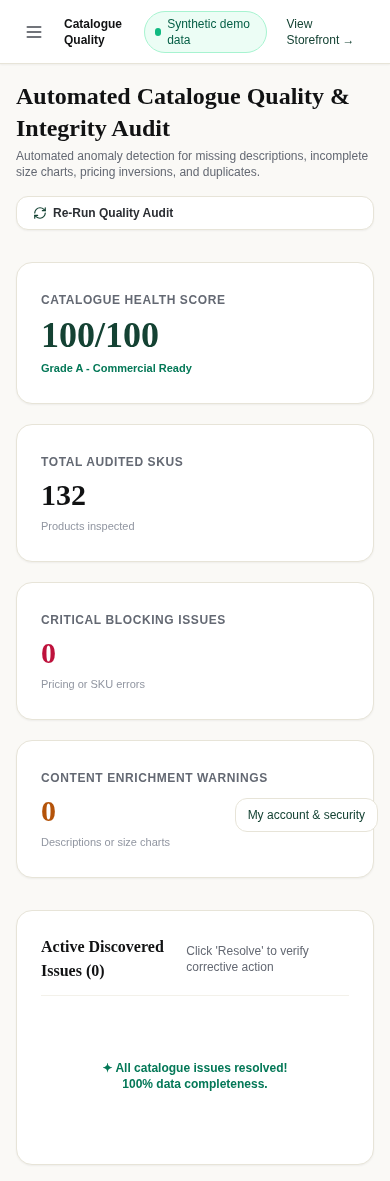 Catalogue
Quality
Synthetic demo
data
View
Storefront →
Automated Catalogue Quality &
Integrity Audit
Automated anomaly detection for missing descriptions, incomplete
size charts, pricing inversions, and duplicates.
Re-Run Quality Audit
CATALOGUE HEALTH SCORE
100/100
Grade A - Commercial Ready
TOTAL AUDITED SKUS
132
Products inspected
CRITICAL BLOCKING ISSUES
0
Pricing or SKU errors
CONTENT ENRICHMENT WARNINGS
0
My account & security
Descriptions or size charts
Active Discovered
Issues (0)
Click 'Resolve' to verify
corrective action
✦ All catalogue issues resolved!
100% data completeness.